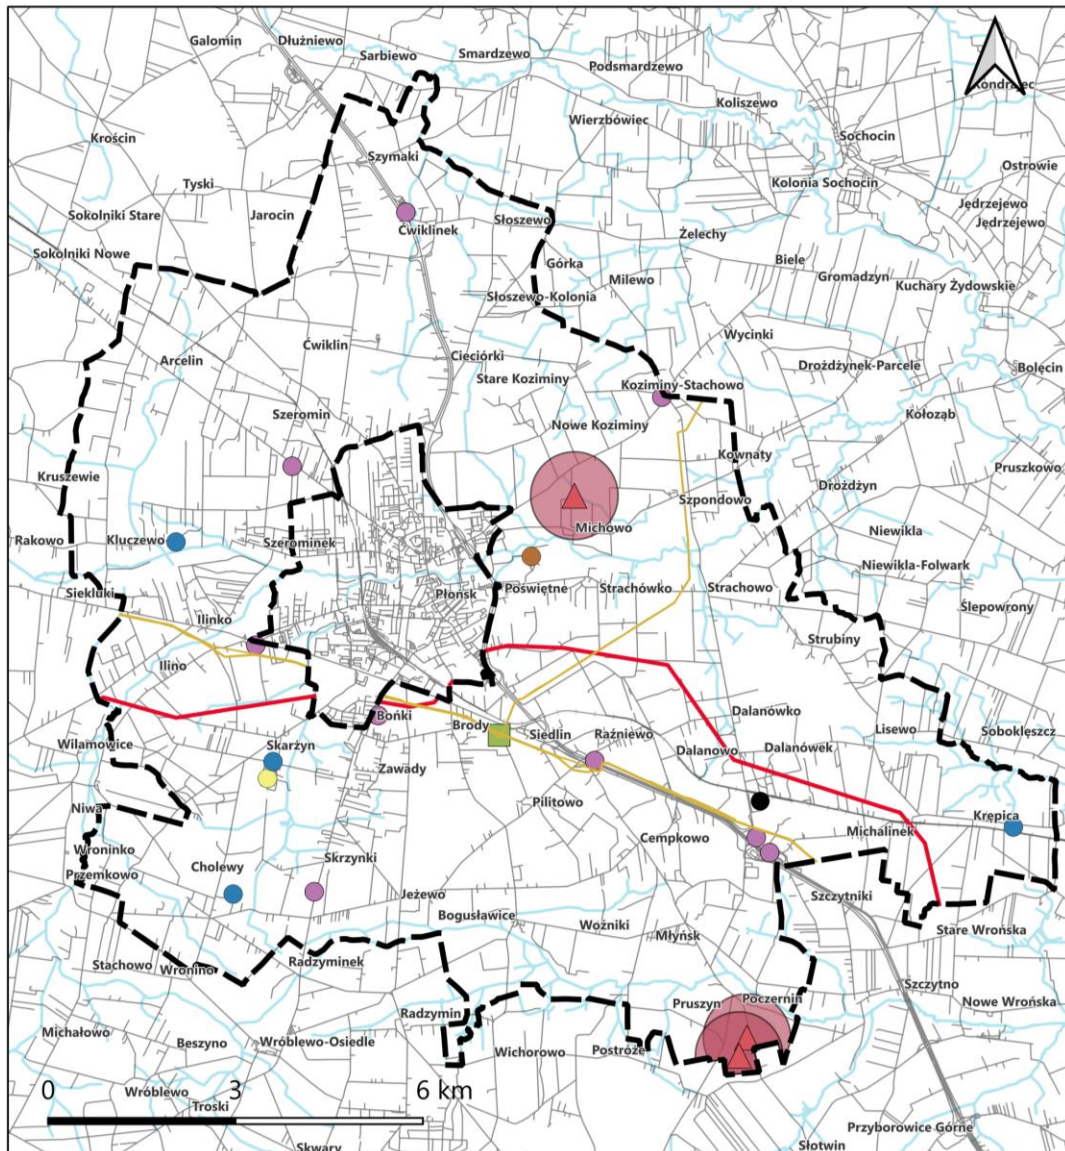 Galomin
Dłużniewo
Sarbiewo
Smardzewo
Podsmardzewo
Kondrajec
Koliszewo
Wierzbówiec
Krościn
Sochocin
Szymaki
Ostrowie
Tyski
Kolonia Sochocin
Jędrzejewo
Sokolniki Stare
Jarocin
Słoszewo
Jędrzejewo
Ćwiklinek
Żelechy
Sokolniki Nowe
Biele
Górka
Milewo
Gromadzyn
Kuchary Żydowskie
Słoszewo-Kolonia
Wycinki
Ćwiklin
Arcelin
Cieciórki
Drożdżynek-Parcele
Bolęcin
Stare Koziminy
Koziminy-Stachowo
Szeromin
Kołoząb
Nowe Koziminy
Kownaty
Kruszewie
Pruszkowo
Drożdżyn
Szpondowo
Michowo
Niewikla
Rakowo
Kluczewo
Szerominek
Niewikla-Folwark
Siekluki
Płońsk
Poświętne
Strachówko
Strachowo
Ślepowrony
Ilinko
Strubiny
Ilino
Dalanówko
Bońki
Brody
Siedlin
Raźniewo
Lisewo
Soboklęszcz
Wilamowice
Skarżyn
Dalanowo
Dalanówek
Zawady
Pilitowo
Niwa
Krępica
Michalinek
Wroninko
Cempkowo
Przemkowo
Cholewy
Skrzynki
Jeżewo
Szczytniki
Bogusławice
Woźniki
Stare Wrońska
Młyńsk
Stachowo
Wronino
Radzyminek
Szczytno
Pruszyn
Poczernin
Nowe Wrońska
Radzymin
Michałowo
Beszyno
Wróblewo-Osiedle
Wichorowo
Postróże
0 3 6 km
Wróblewo
Troski
Przyborowice Górne
Skwary
Słotwin